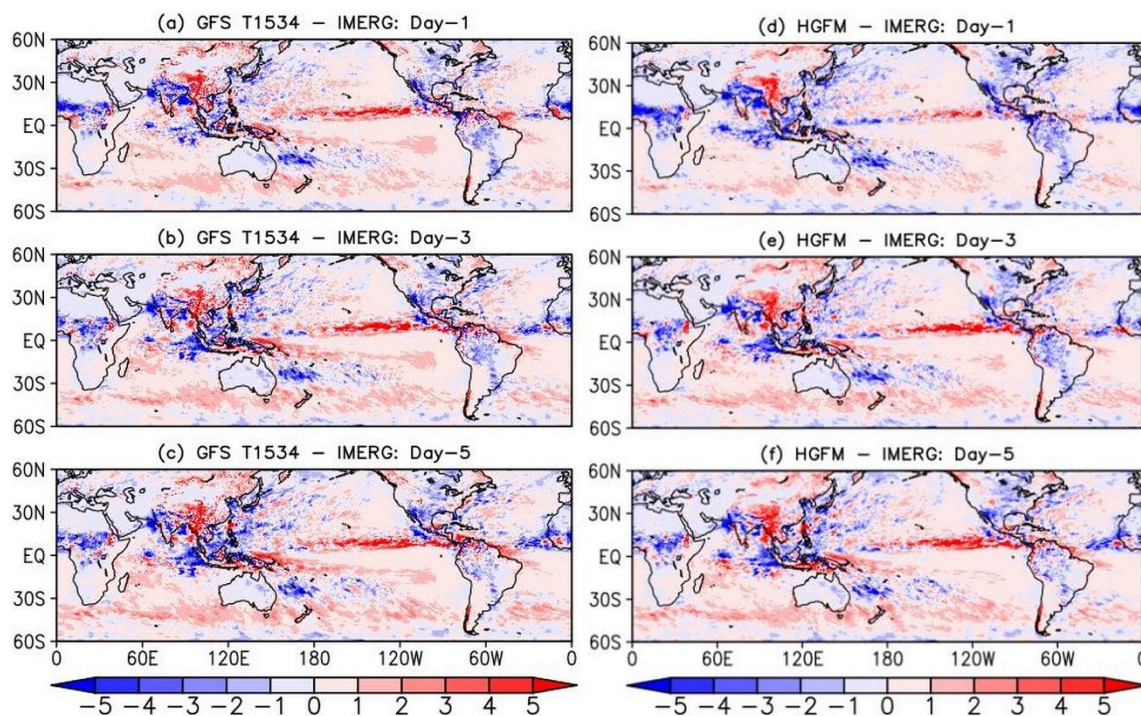 (a) GFS T1534 − IMERG: Day−1
60N
30N
EQ
30S
60S
(d) HGFM − IMERG: Day−1
60N
30N
EQ
30S
60S
(b) GFS T1534 − IMERG: Day−3
60N
30N
EQ
30S
60S
(e) HGFM − IMERG: Day−3
60N
30N
EQ
30S
60S
(c) GFS T1534 − IMERG: Day−5
60N
30N
EQ
30S
60S
0 60E 120E 180 120W 60W 0
−5 −4 −3 −2 −1 0 1 2 3 4 5
(f) HGFM − IMERG: Day−5
60N
30N
EQ
30S
60S
0 60E 120E 180 120W 60W 0
−5 −4 −3 −2 −1 0 1 2 3 4 5